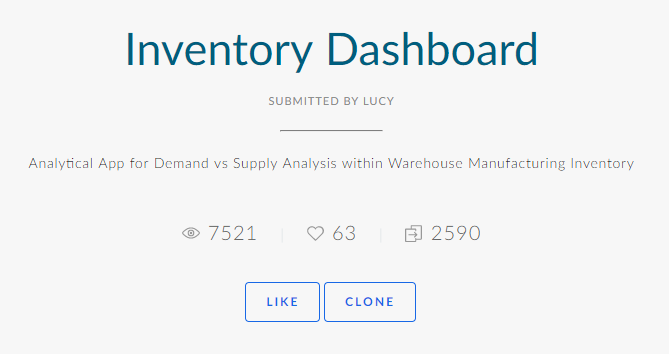 Inventory Dashboard
SUBMITTED BY LUCY
Analytical App for Demand vs Supply Analysis within Warehouse Manufacturing Inventory
7521 63 2590
LIKE CLONE